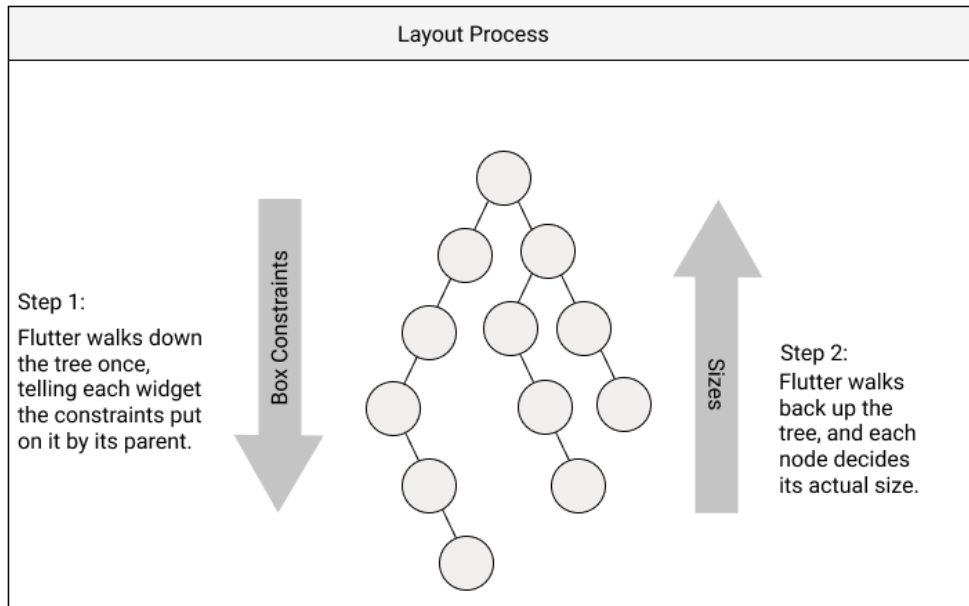 Layout Process
Step 1:
Flutter walks down
the tree once,
telling each widget
the constraints put
on it by its parent.
Box Constraints
Sizes
Step 2:
Flutter walks
back up the
tree, and each
node decides
its actual size.